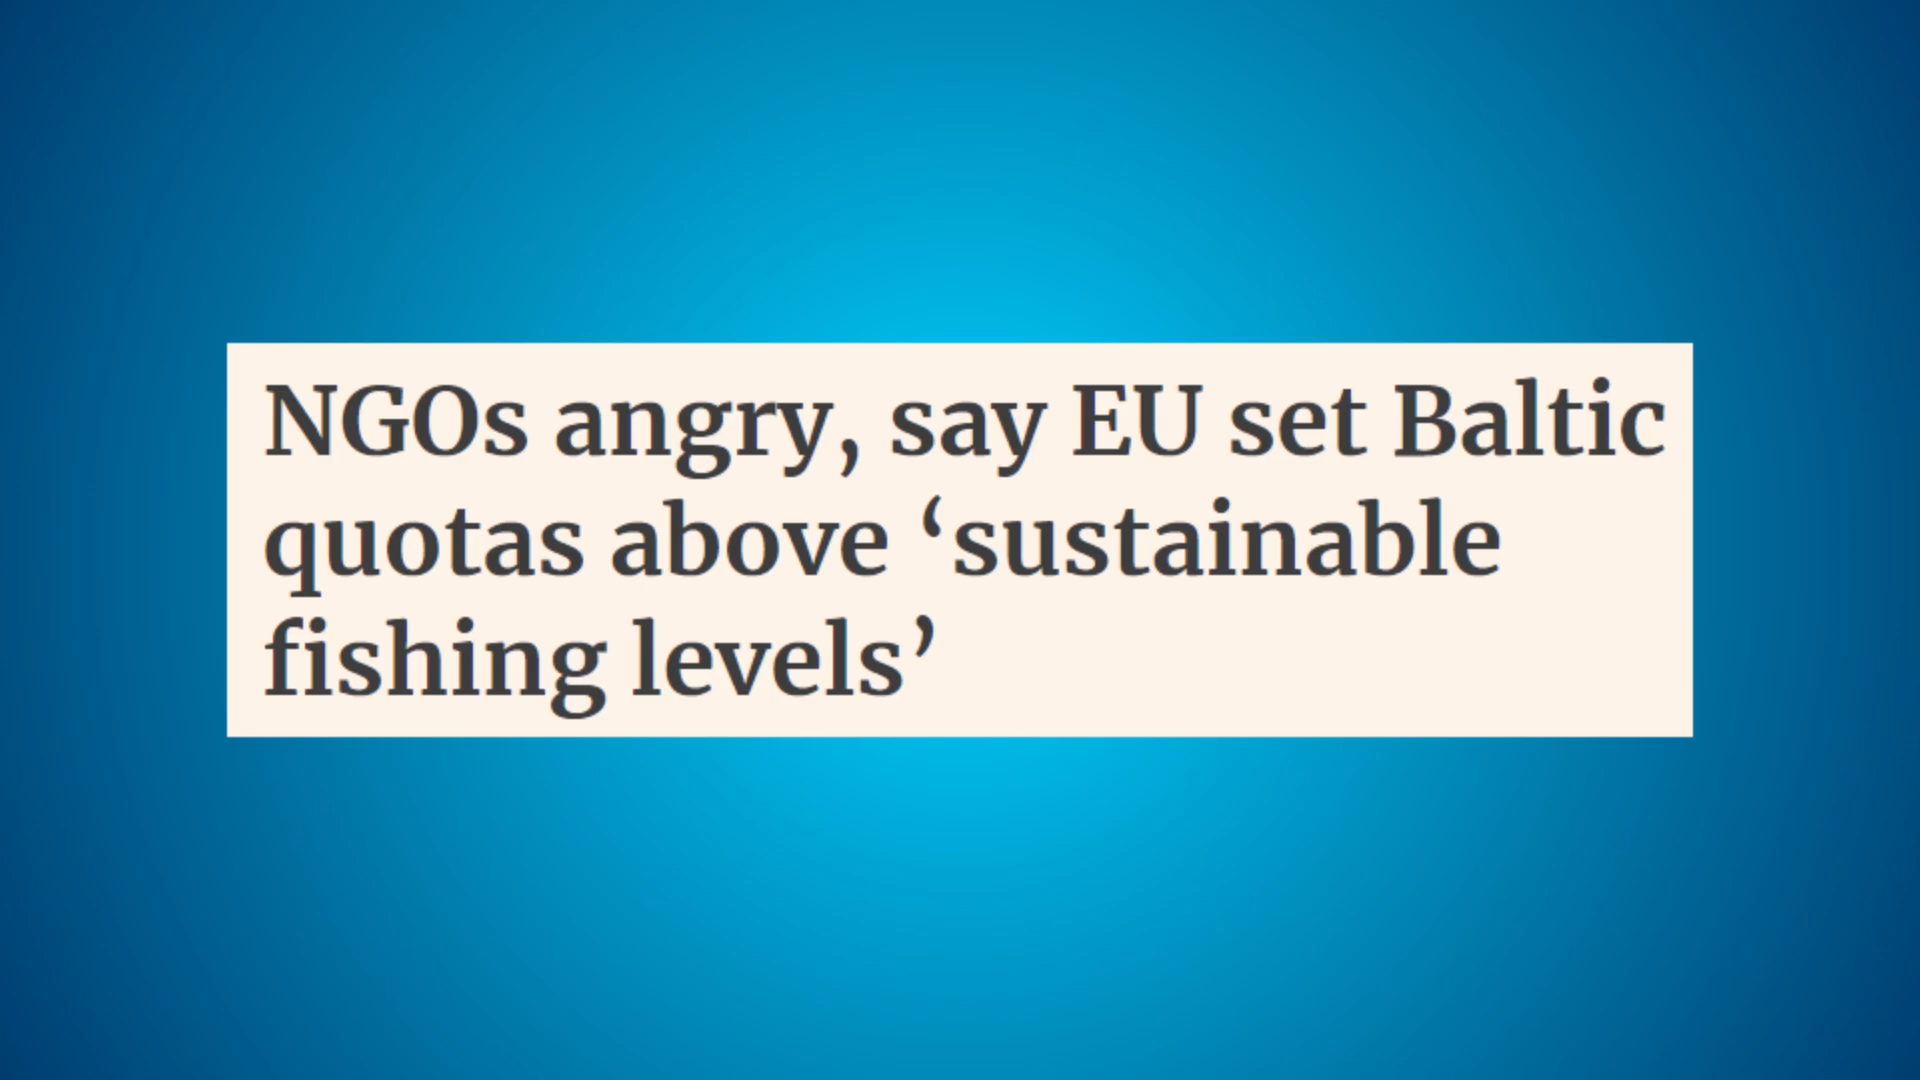 NGOs angry, say EU set Baltic
quotas above ‘sustainable
fishing levels’